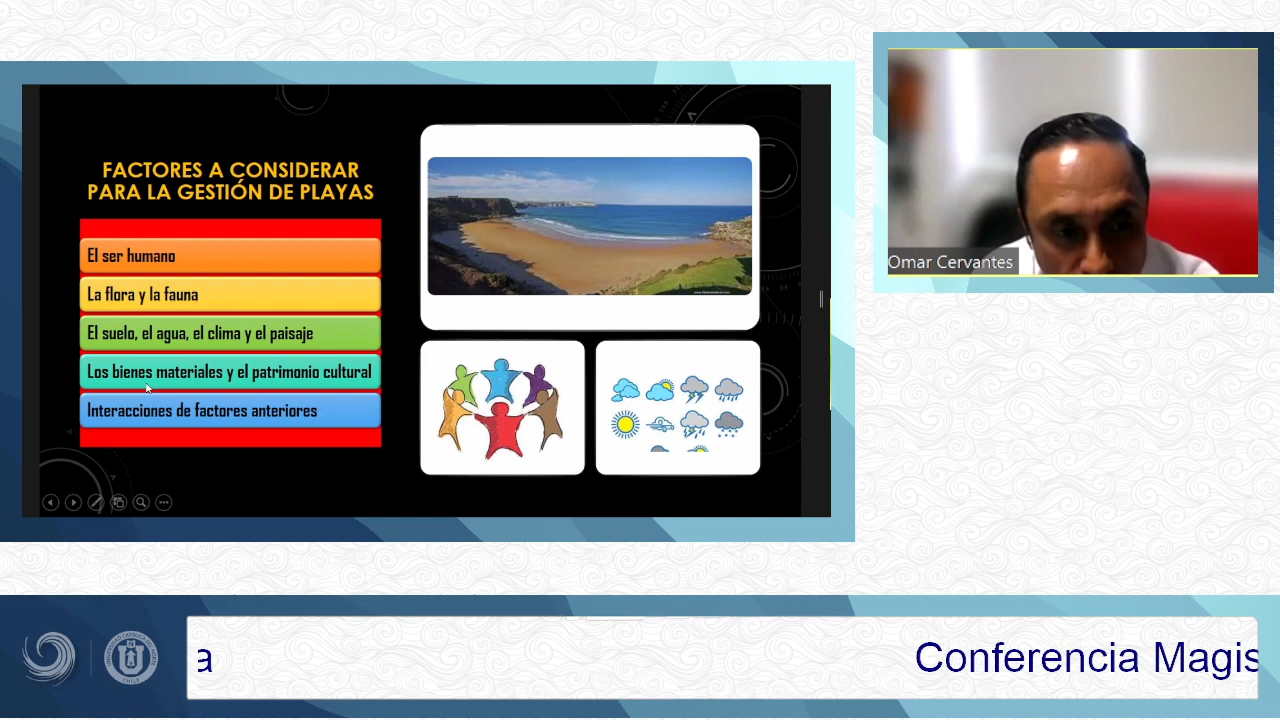 FACTORES A CONSIDERAR
PARA LA GESTIÓN DE PLAYAS
El ser humano
La flora y la fauna
El suelo, el agua, el clima y el paisaje
Los bienes materiales y el patrimonio cultural
Interacciones de factores anteriores
Omar Cervantes
a
Conferencia Magis